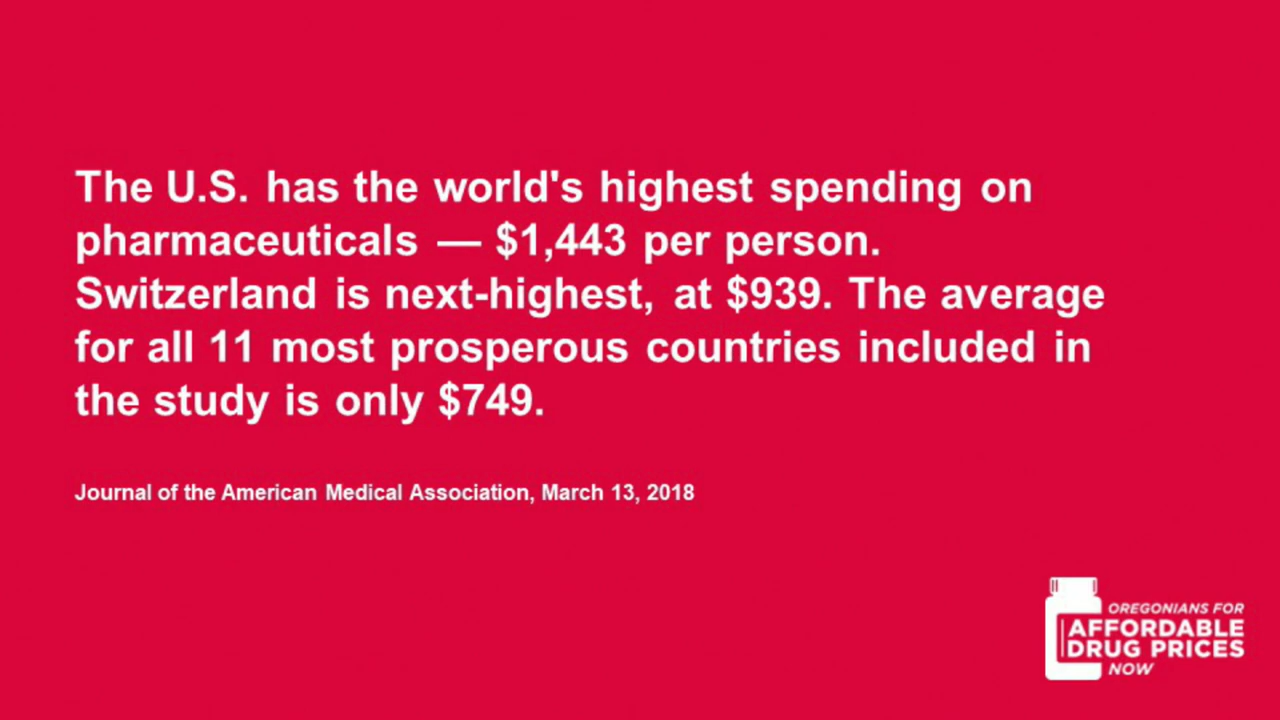 The U.S. has the world's highest spending on
pharmaceuticals — $1,443 per person.
Switzerland is next-highest, at $939. The average
for all 11 most prosperous countries included in
the study is only $749.
Journal of the American Medical Association, March 13, 2018
OREGONIANS FOR
AFFORDABLE
DRUG PRICES
NOW